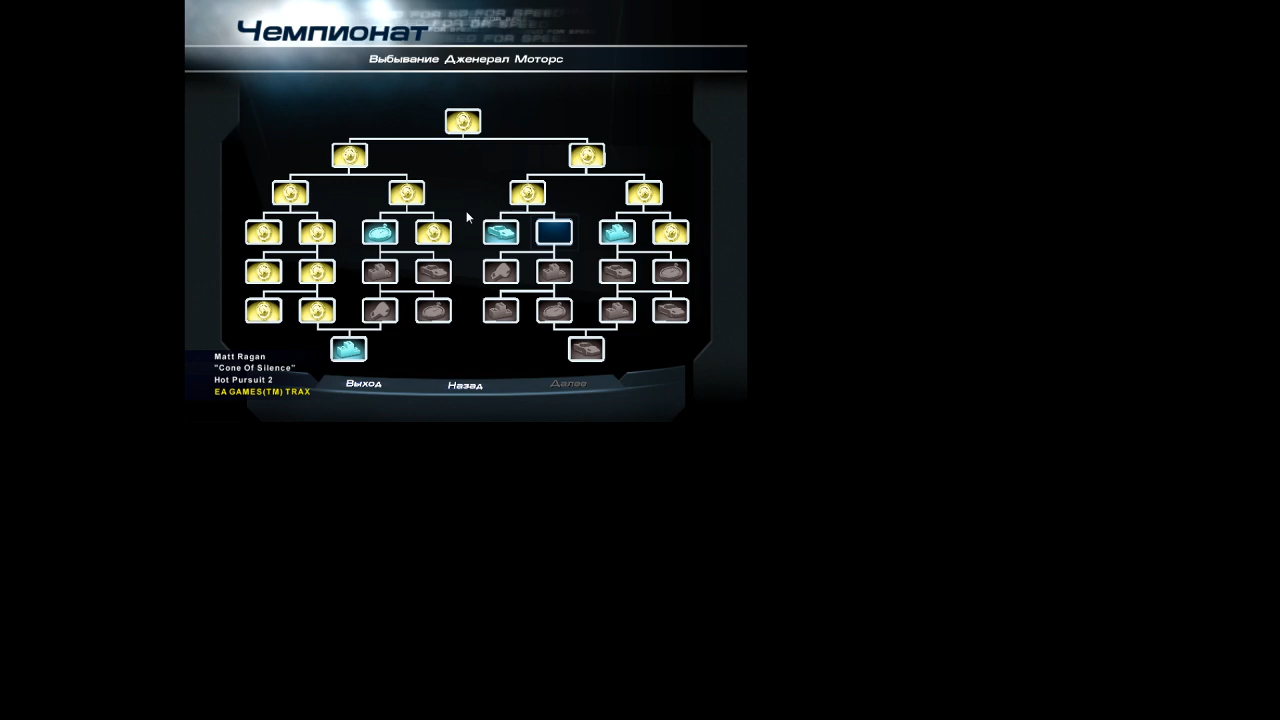 Чемпионат
Выбывание Дженерал Моторс
Matt Ragan
"Cone Of Silence"
Hot Pursuit 2
EA GAMES(TM) TRAX
Выход
Назад
Далее